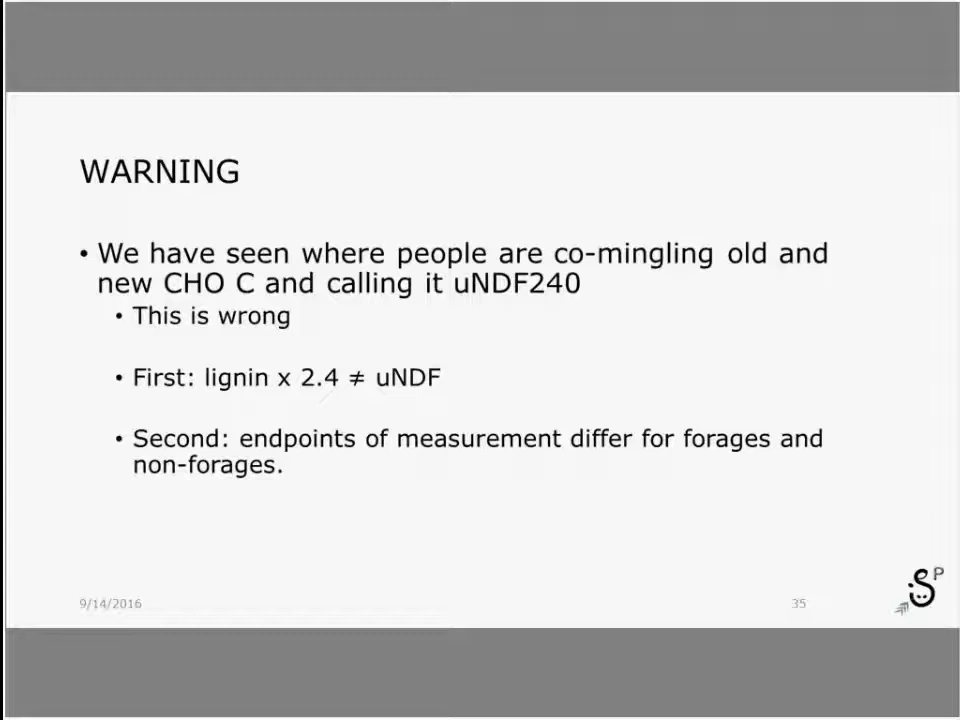 WARNING
• We have seen where people are co-mingling old and
new CHO C and calling it uNDF240
• This is wrong
• First: lignin x 2.4 ≠ uNDF
• Second: endpoints of measurement differ for forages and
non-forages.
9/14/2016
35
S P